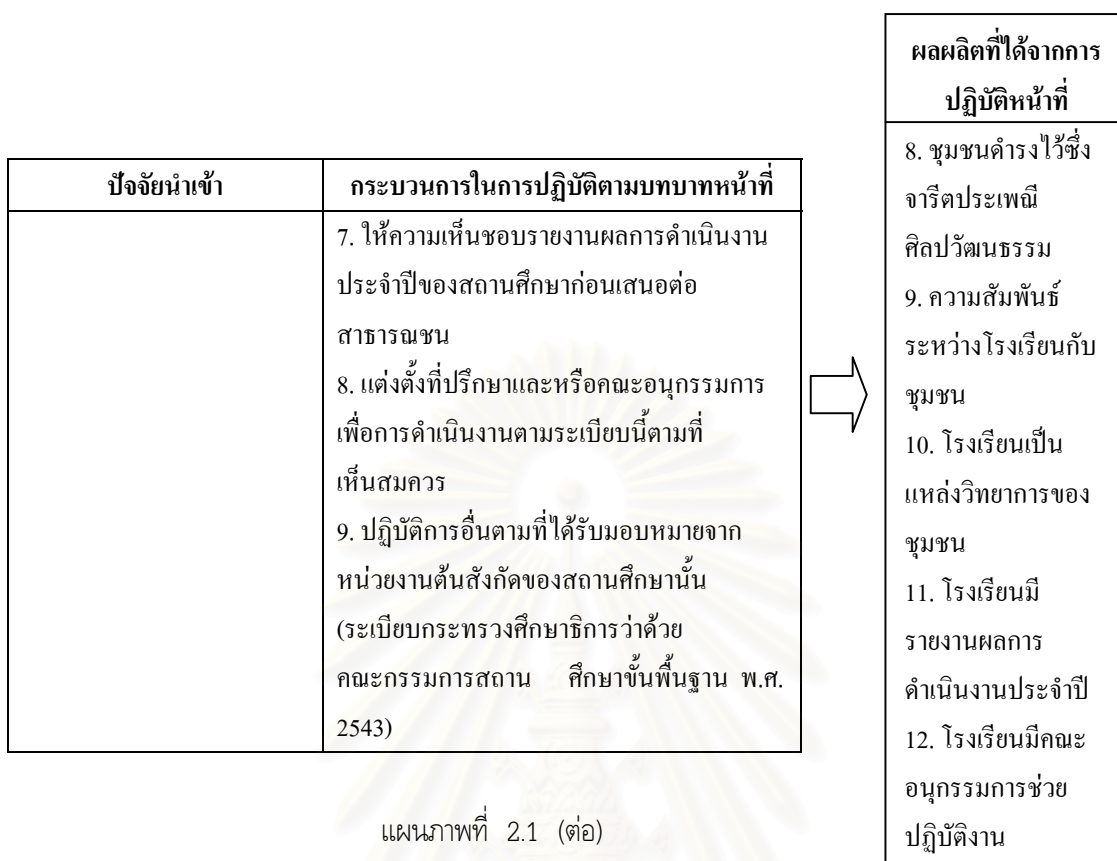 ปัจจัยนำเข้า
กระบวนการในการปฏิบัติตามบทบาทหน้าที่
7. ให้ความเห็นชอบรายงานผลการดำเนินงาน
ประจำปีของสถานศึกษาก่อนเสนอต่อ
สาธารณชน
8. แต่งตั้งที่ปรึกษาและหรือคณะอนุกรรมการ
เพื่อการดำเนินงานตามระเบียบนี้ตามที่
เห็นสมควร
9. ปฏิบัติการอื่นตามที่ได้รับมอบหมายจาก
หน่วยงานต้นสังกัดของสถานศึกษานั้น
(ระเบียบกระทรวงศึกษาธิการว่าด้วย
คณะกรรมการสถาน ศึกษาขั้นพื้นฐาน พ.ศ.
2543)
ผลผลิตที่ได้จากการ
ปฏิบัติหน้าที่
8. ชุมชนดำรงไว้ซึ่ง
จารีตประเพณี
ศิลปวัฒนธรรม
9. ความสัมพันธ์
ระหว่างโรงเรียนกับ
ชุมชน
10. โรงเรียนเป็น
แหล่งวิทยาการของ
ชุมชน
11. โรงเรียนมี
รายงานผลการ
ดำเนินงานประจำปี
12. โรงเรียนมีคณะ
อนุกรรมการช่วย
ปฏิบัติงาน
แผนภาพที่ 2.1 (ต่อ)